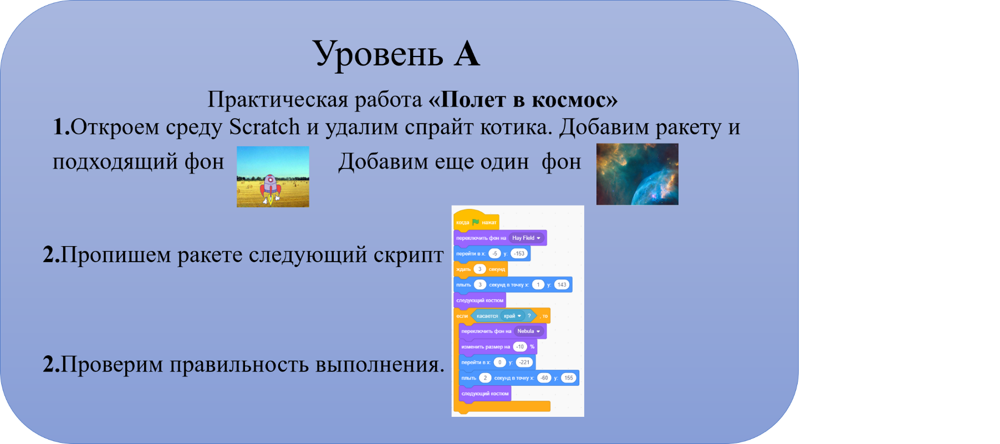 Уровень А
Практическая работа «Полет в космос»
1.Откроем среду Scratch и удалим спрайт котика. Добавим ракету и
подходящий фон Добавим еще один фон
2.Пропишем ракете следующий скрипт
когда нажат
переключить фон на Hay Field
перейти в x: -5 y: -153
ждать 3 секунд
плыть 3 секунд в точку x: 1 y: 143
следующий костюм
если касается край ? , то
переключить фон на Nebula
изменить размер на -10 %
перейти в x: 0 y: -221
плыть 2 секунд в точку x: -60 y: 155
следующий костюм
2.Проверим правильность выполнения.